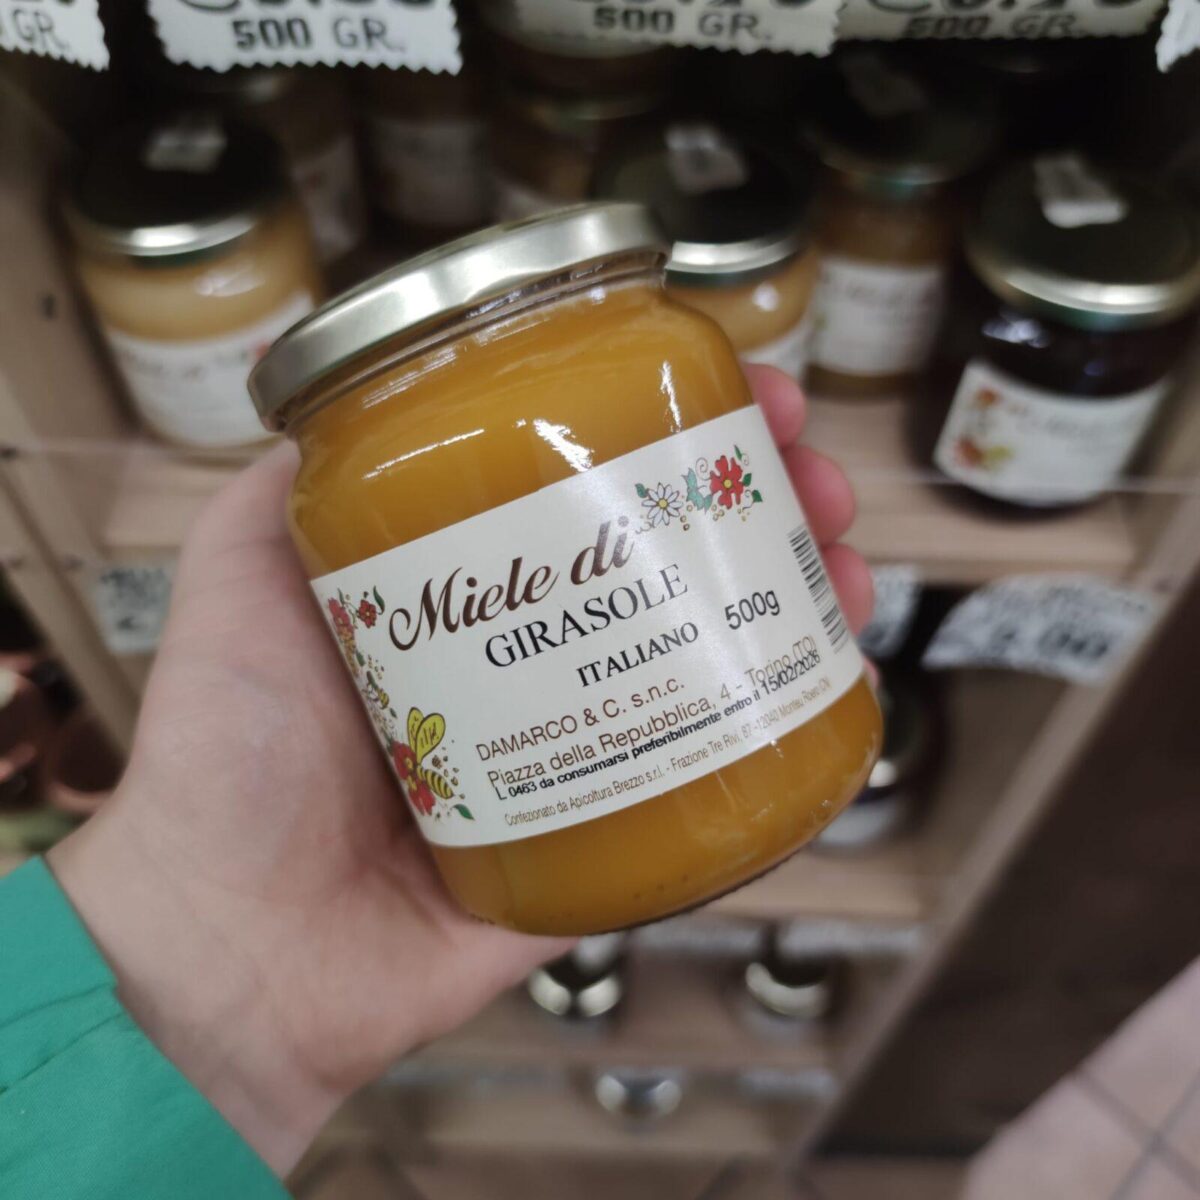 500 GR.
500 GR.
500 GR.
GR.
Miele di
GIRASOLE
ITALIANO
500g
DAMARCO & C. s.n.c.
Piazza della Repubblica, 4 - Torino (TO)
L 0463 da consumarsi preferibilmente entro il 15/02/2026
Confezionato da Apicoltura Brezzo s.r.l. - Frazione Tre Rivi, 87 -12040 Monteu Roero CN